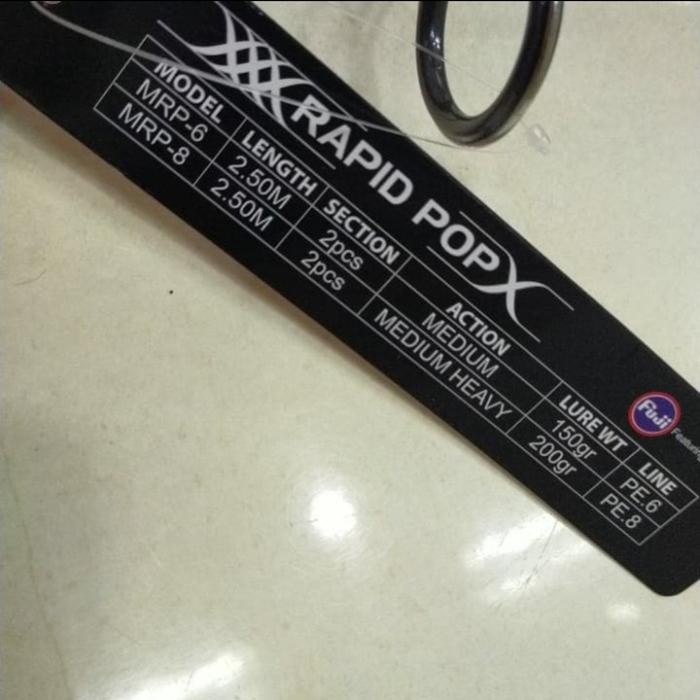 RAPID POPX
MODEL LENGTH SECTION ACTION LURE WT LINE
MRP-6 2.50M 2pcs MEDIUM 150gr PE.6
MRP-8 2.50M 2pcs MEDIUM HEAVY 200gr PE.8
Fuji